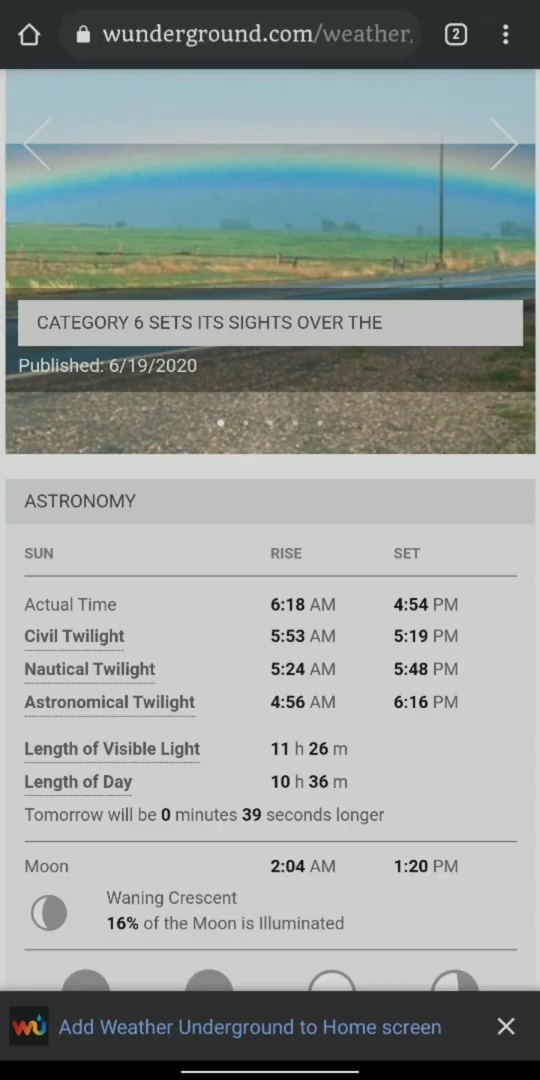 wunderground.com/weather,
2
CATEGORY 6 SETS ITS SIGHTS OVER THE
Published: 6/19/2020
ASTRONOMY
SUN RISE SET
Actual Time 6:18 AM 4:54 PM
Civil Twilight 5:53 AM 5:19 PM
Nautical Twilight 5:24 AM 5:48 PM
Astronomical Twilight 4:56 AM 6:16 PM
Length of Visible Light 11 h 26 m
Length of Day 10 h 36 m
Tomorrow will be 0 minutes 39 seconds longer
Moon 2:04 AM 1:20 PM
Waning Crescent
16% of the Moon is Illuminated
wu Add Weather Underground to Home screen